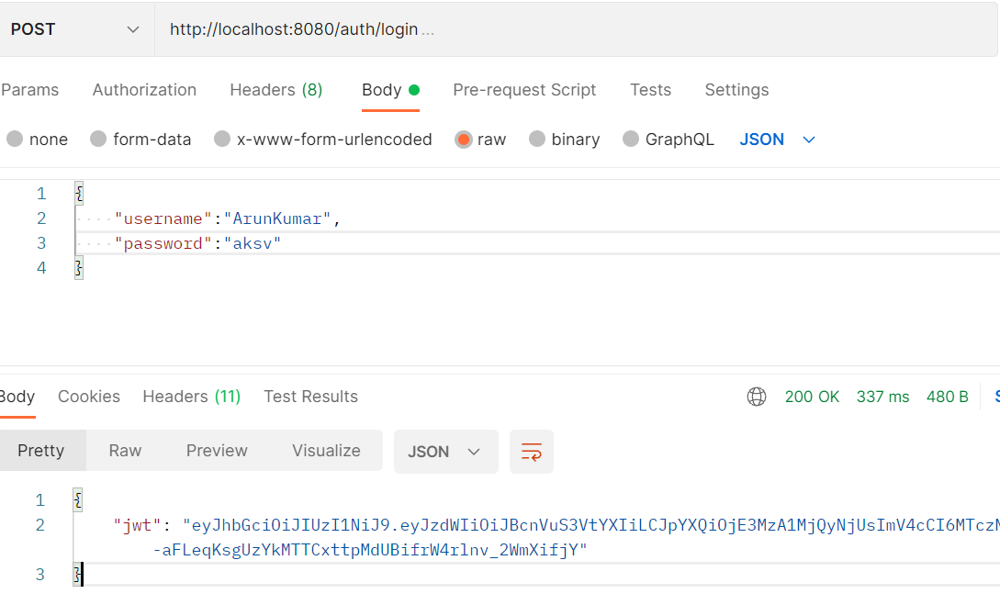 POST http://localhost:8080/auth/login ...
Params Authorization Headers (8) Body Pre-request Script Tests Settings
none form-data x-www-form-urlencoded raw binary GraphQL JSON
1 {
2 "username":"ArunKumar",
3 "password":"aksv"
4 }
Body Cookies Headers (11) Test Results 200 OK 337 ms 480 B
Pretty Raw Preview Visualize JSON
1 {
2 "jwt": "eyJhbGciOiJIUzI1NiJ9.eyJzdWIiOiJBcnVuS3VtYXIiLCJpYXQiOjE3MzA1MjQyNjUsImV4cCI6MTcz
-aFLeqKsgUzYkMTTCxttpMdUBifrW4rlnv_2WmXifjY"
3 }